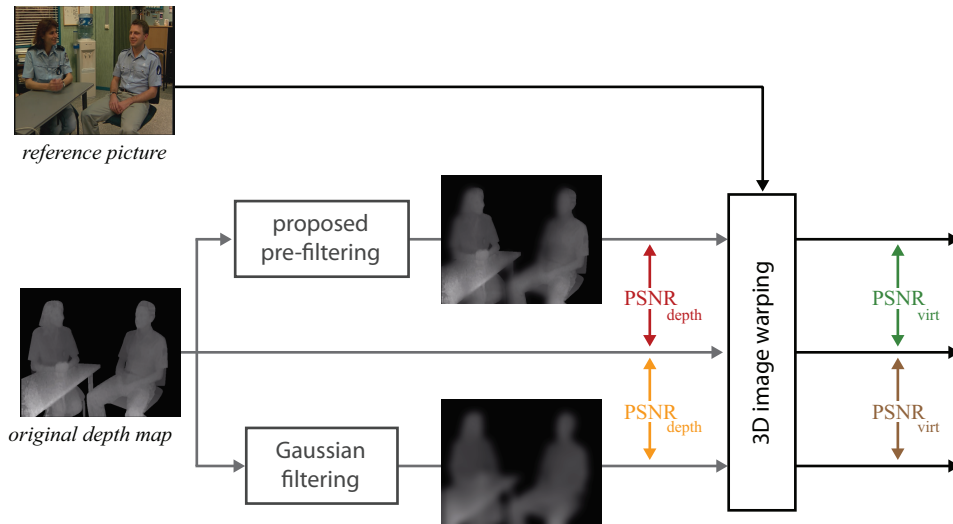 reference picture
proposed
pre-filtering
original depth map
Gaussian
filtering
PSNR depth
PSNR depth
3D image warping
PSNR virt
PSNR virt